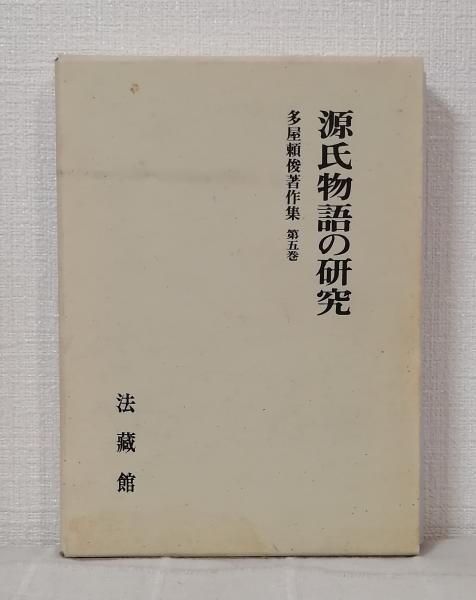 源氏物語の研究
多屋頼俊著作集 第五巻
法藏館